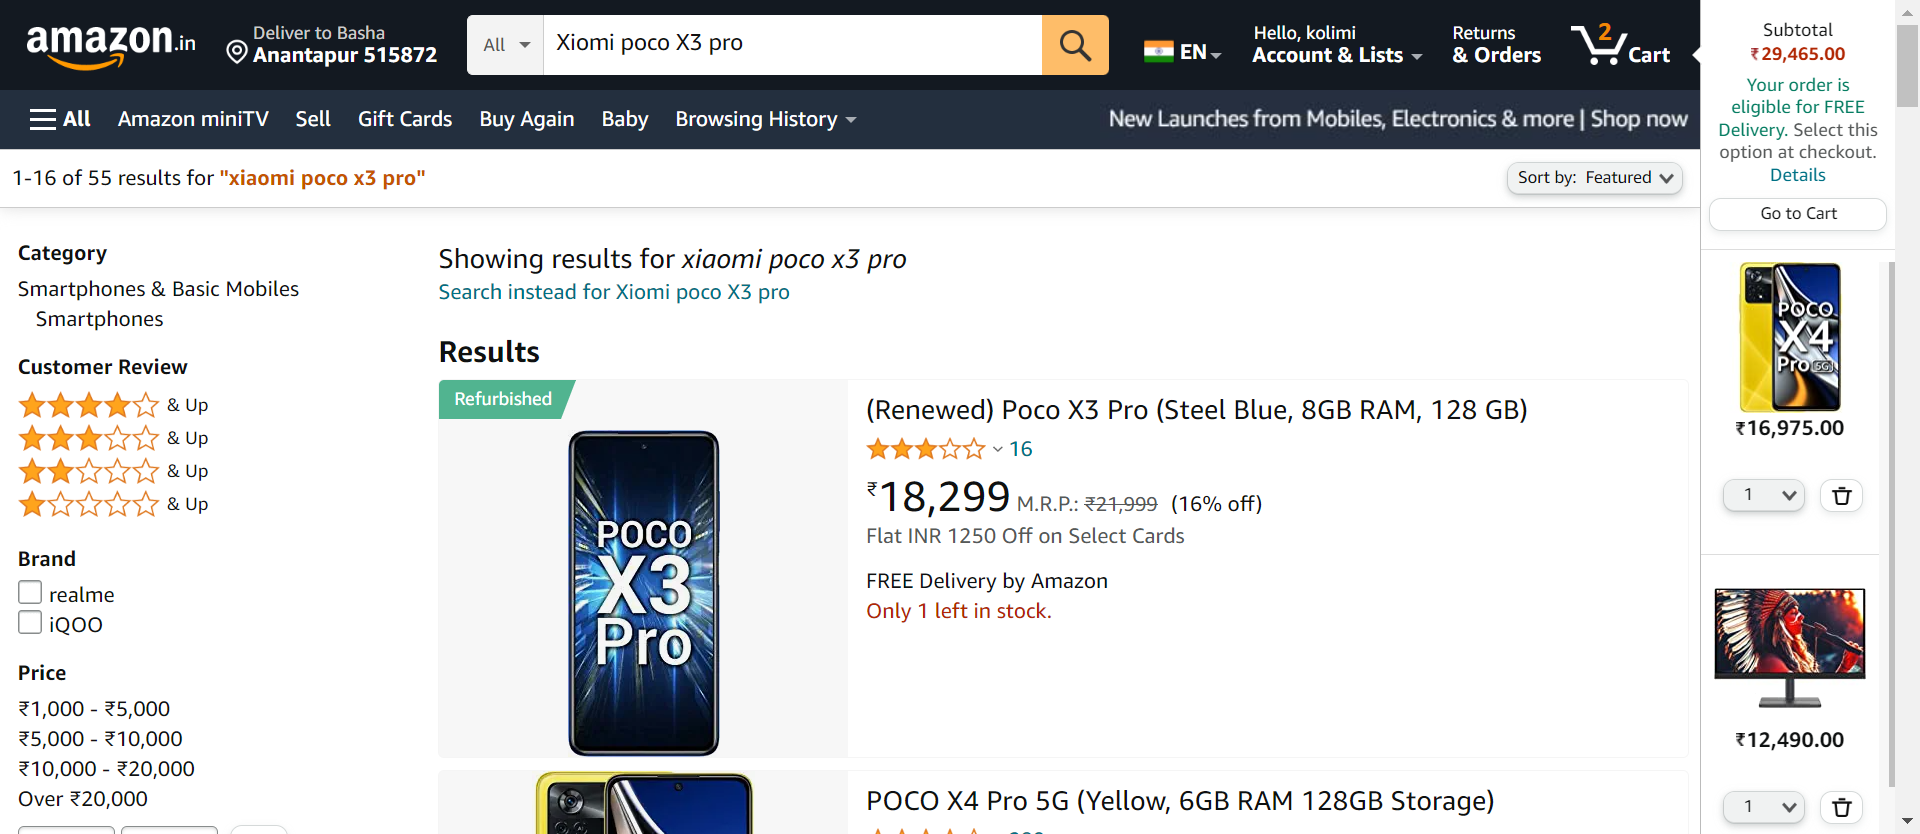 amazon.in
Deliver to Basha
Anantapur 515872
All
Xiomi poco X3 pro
EN
Hello, kolimi
Account & Lists
Returns
& Orders
2
Cart
All
Amazon miniTV
Sell
Gift Cards
Buy Again
Baby
Browsing History
New Launches from Mobiles, Electronics & more | Shop now
1-16 of 55 results for "xiaomi poco x3 pro"
Sort by: Featured
Category
Smartphones & Basic Mobiles
Smartphones
Customer Review
& Up
& Up
& Up
& Up
Brand
realme
iQOO
Price
₹1,000 - ₹5,000
₹5,000 - ₹10,000
₹10,000 - ₹20,000
Over ₹20,000
Showing results for xiaomi poco x3 pro
Search instead for Xiomi poco X3 pro
Results
Refurbished
POCO
X3
Pro
(Renewed) Poco X3 Pro (Steel Blue, 8GB RAM, 128 GB)
16
₹18,299 M.R.P.: ₹21,999 (16% off)
Flat INR 1250 Off on Select Cards
FREE Delivery by Amazon
Only 1 left in stock.
POCO X4 Pro 5G (Yellow, 6GB RAM 128GB Storage)
Subtotal
₹29,465.00
Your order is
eligible for FREE
Delivery. Select this
option at checkout.
Details
Go to Cart
POCO
X4
Pro 5G
₹16,975.00
1
₹12,490.00
1